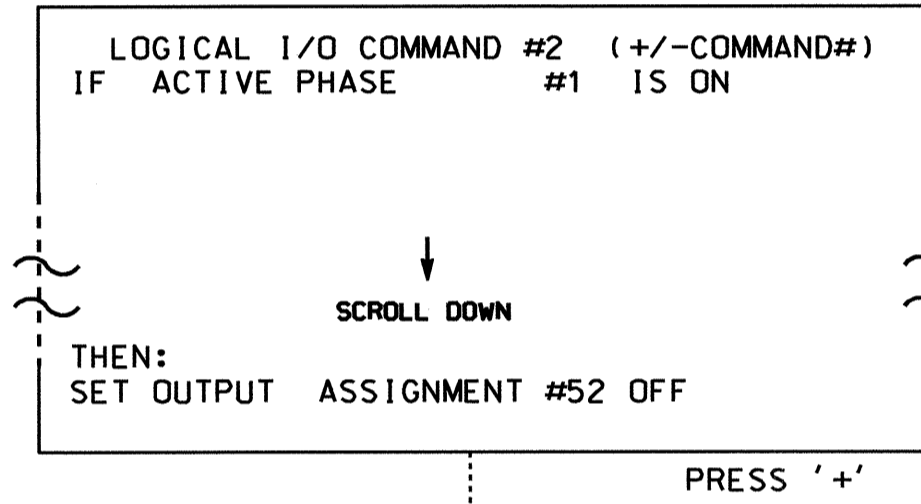 LOGICAL I/O COMMAND #2 (+/-COMMAND#)
IF ACTIVE PHASE #1 IS ON
SCROLL DOWN
THEN:
SET OUTPUT ASSIGNMENT #52 OFF
PRESS '+'